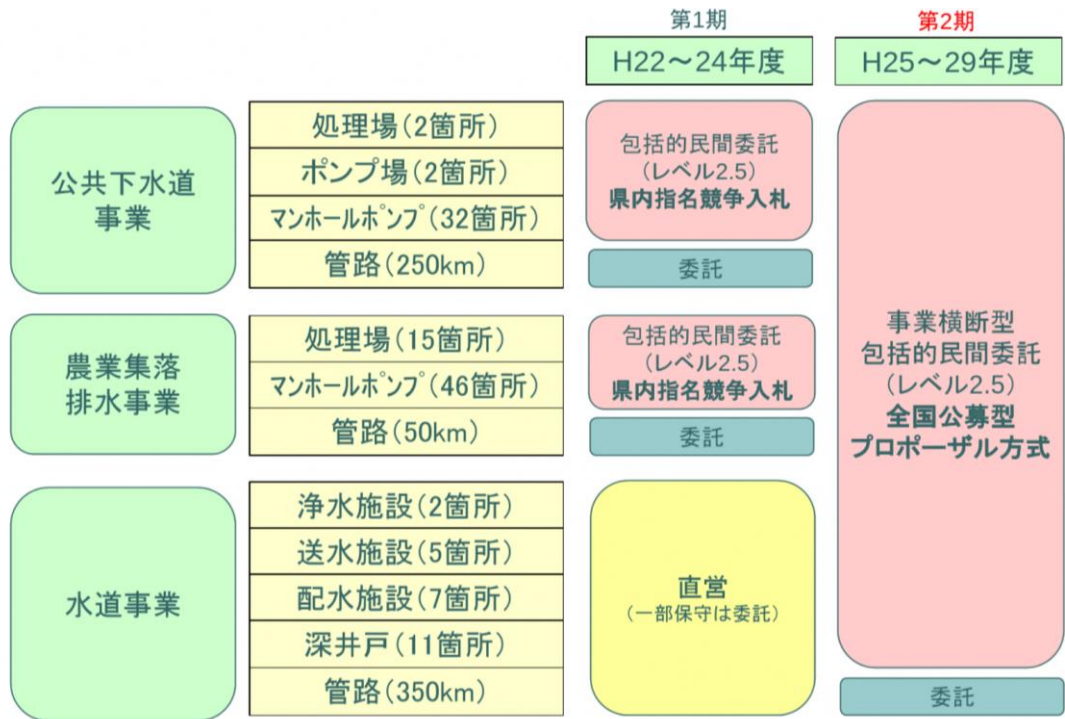 第1期
第2期
H22～24年度
H25～29年度
公共下水道
事業
処理場(2箇所)
ポンプ場(2箇所)
ﾏﾝﾎｰﾙﾎﾟﾝﾌﾟ(32箇所)
管路(250km)
包括的民間委託
(レベル2.5)
県内指名競争入札
委託
農業集落
排水事業
処理場(15箇所)
ﾏﾝﾎｰﾙﾎﾟﾝﾌﾟ(46箇所)
管路(50km)
包括的民間委託
(レベル2.5)
県内指名競争入札
委託
水道事業
浄水施設(2箇所)
送水施設(5箇所)
配水施設(7箇所)
深井戸(11箇所)
管路(350km)
直営
(一部保守は委託)
事業横断型
包括的民間委託
(レベル2.5)
全国公募型
プロポーザル方式
委託